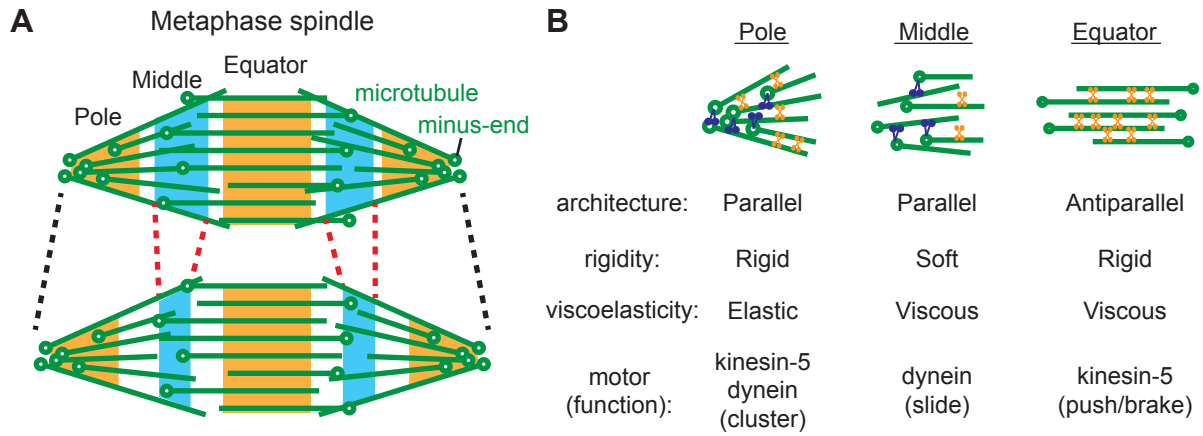 A
Metaphase spindle
Equator
Middle
Pole
microtubule
minus-end
B
Pole Middle Equator
architecture: Parallel Parallel Antiparallel
rigidity: Rigid Soft Rigid
viscoelasticity: Elastic Viscous Viscous
motor
(function):
kinesin-5
dynein
(cluster)
dynein
(slide)
kinesin-5
(push/brake)